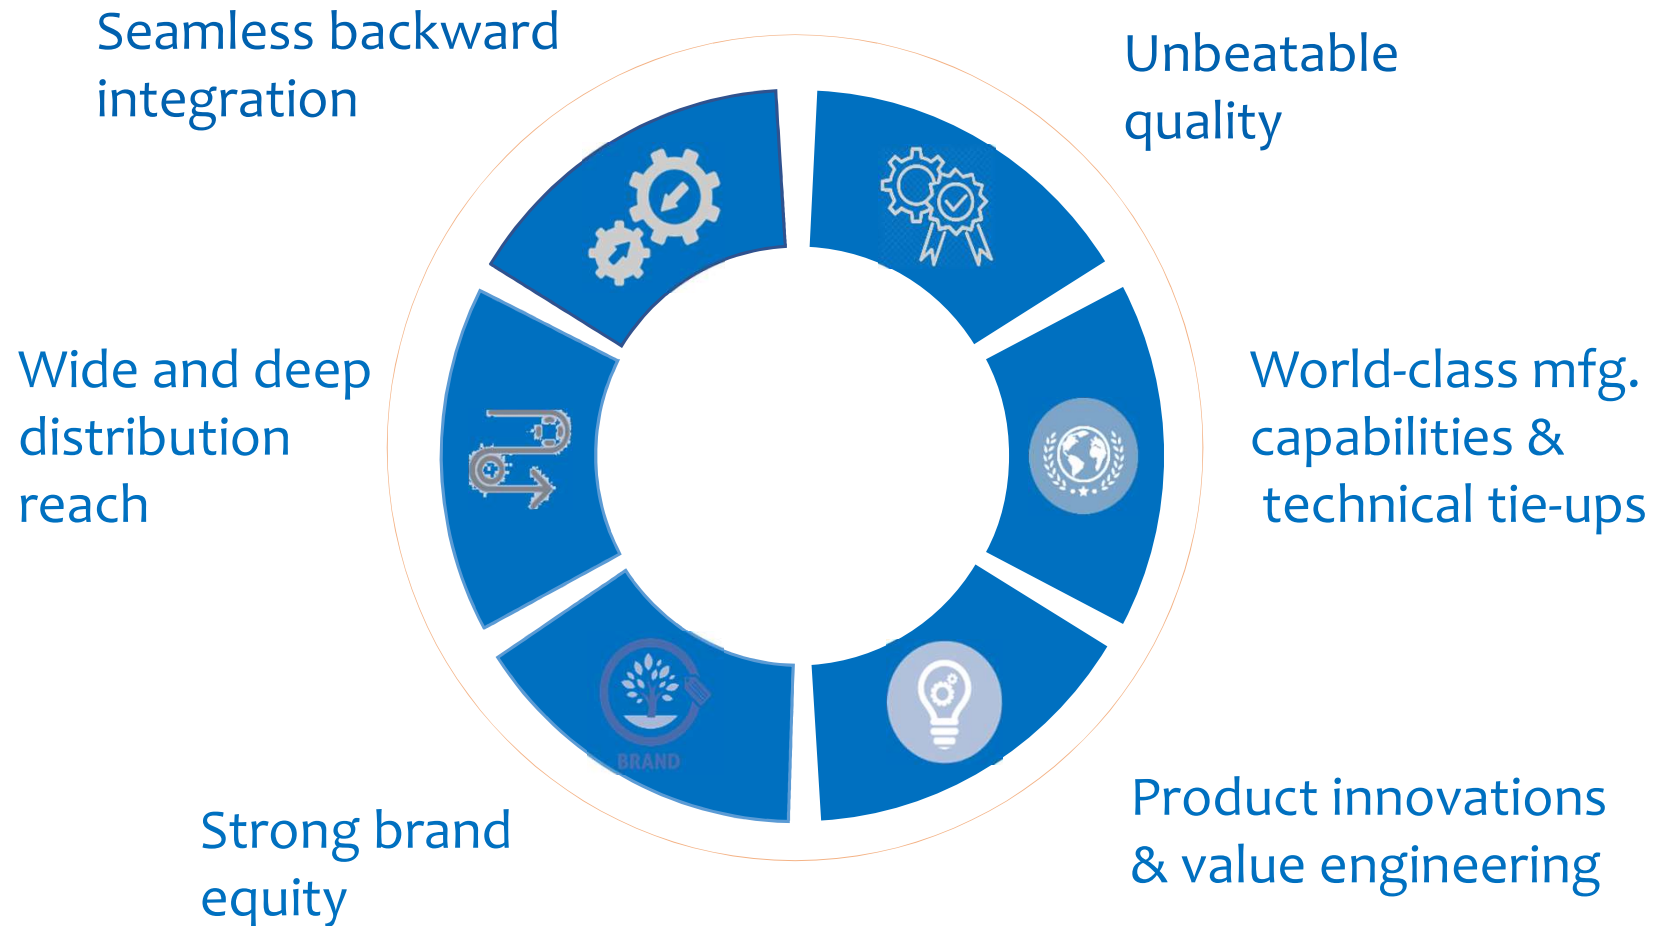 Seamless backward
integration
Unbeatable
quality
Wide and deep
distribution
reach
World-class mfg.
capabilities &
technical tie-ups
BRAND
Strong brand
equity
Product innovations
& value engineering